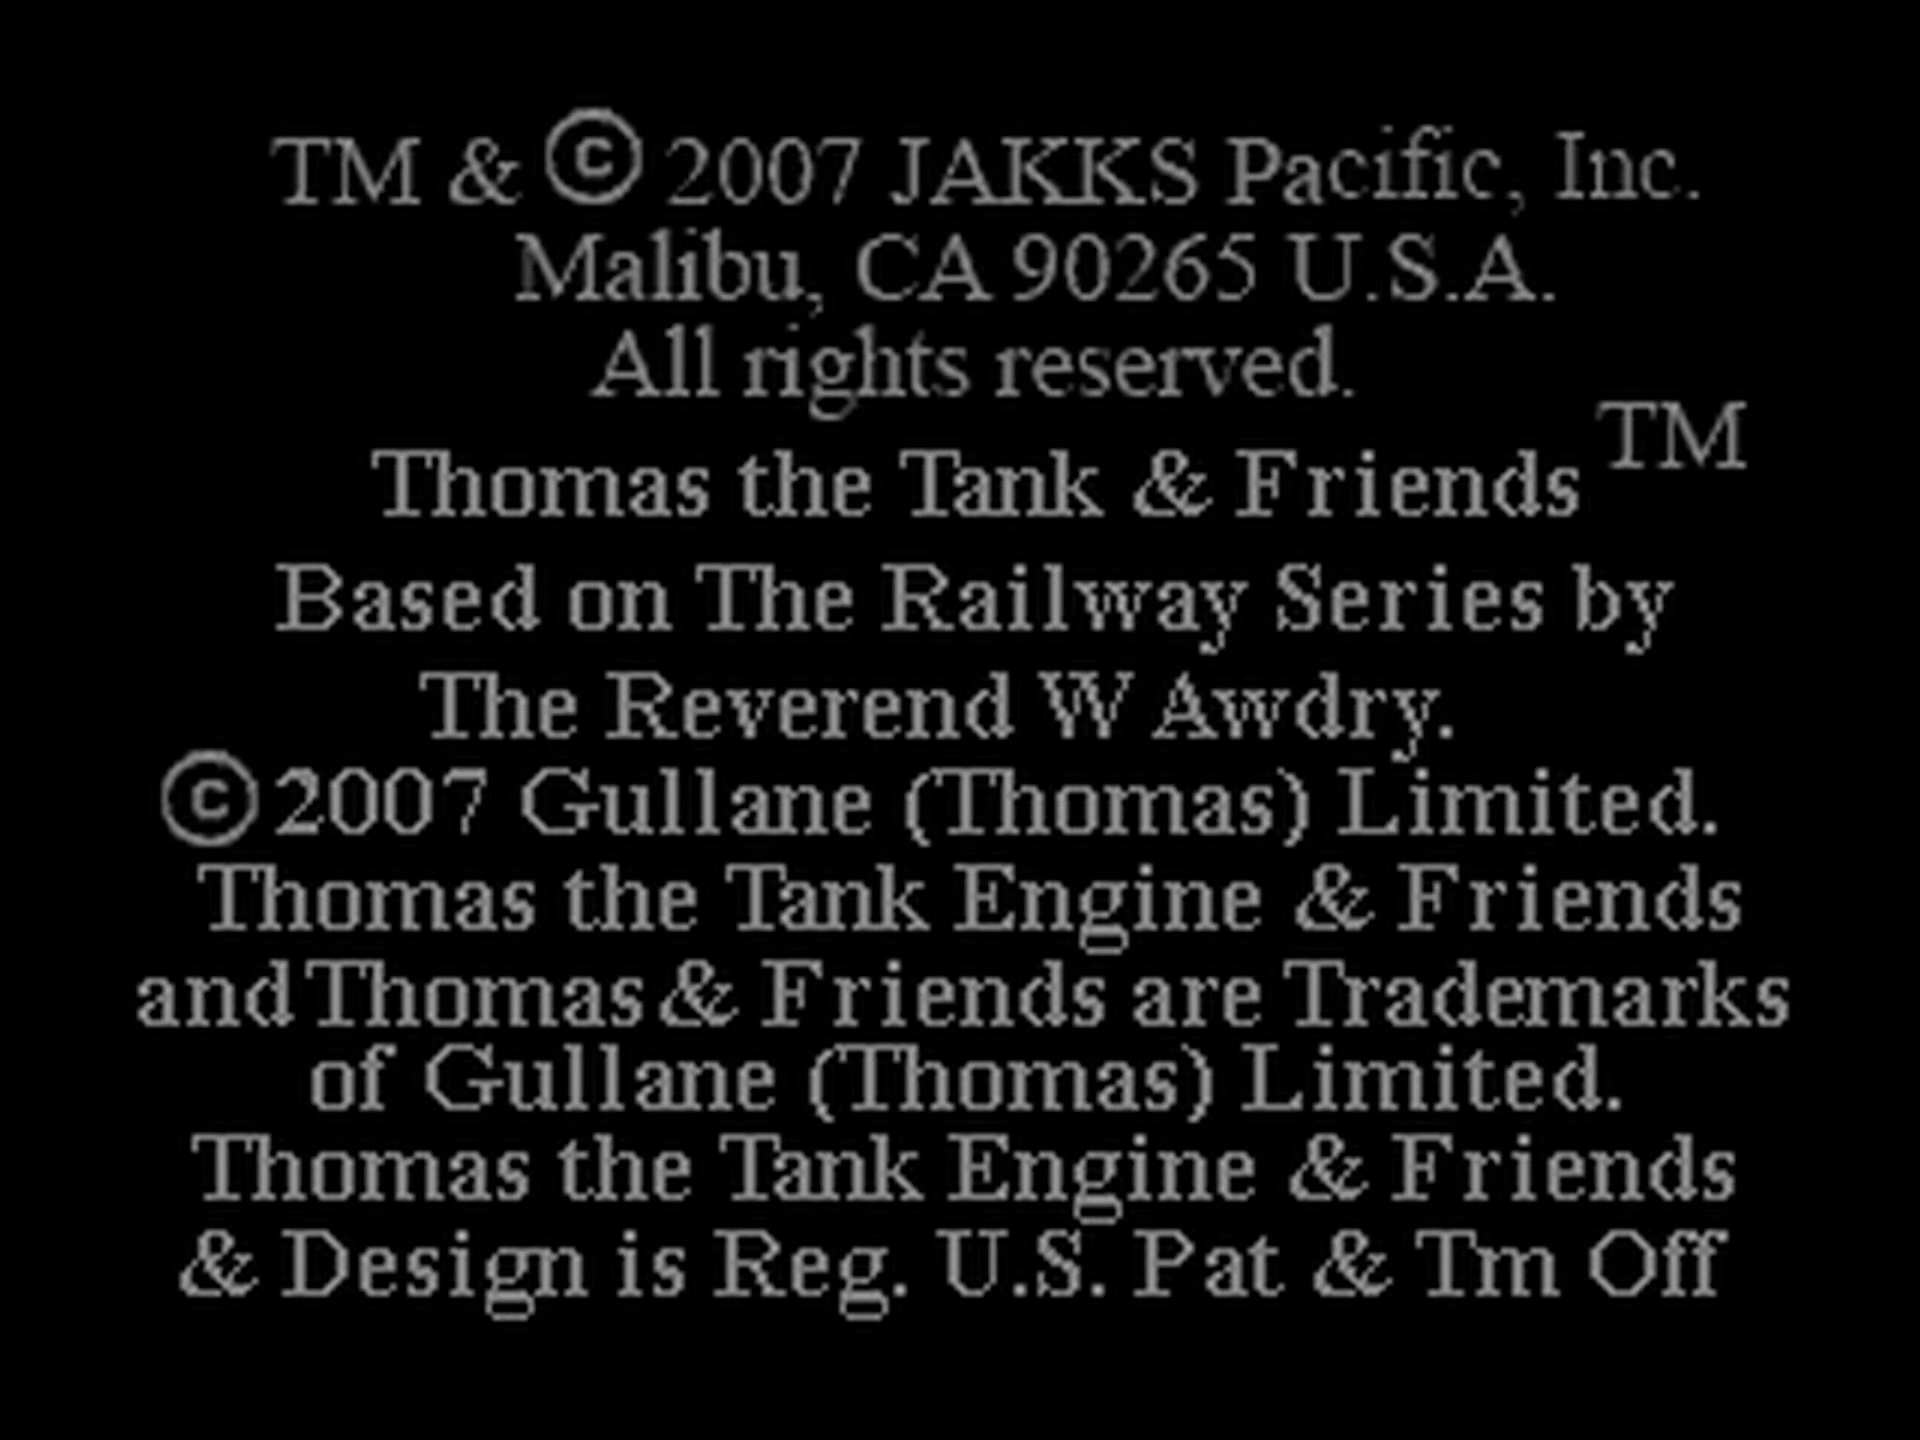 TM & © 2007 JAKKS Pacific, Inc.
Malibu, CA 90265 U.S.A.
All rights reserved.
Thomas the Tank & Friends TM
Based on The Railway Series by
The Reverend W Awdry.
© 2007 Gullane (Thomas) Limited.
Thomas the Tank Engine & Friends
and Thomas & Friends are Trademarks
of Gullane (Thomas) Limited.
Thomas the Tank Engine & Friends
& Design is Reg. U.S. Pat & Tm Off